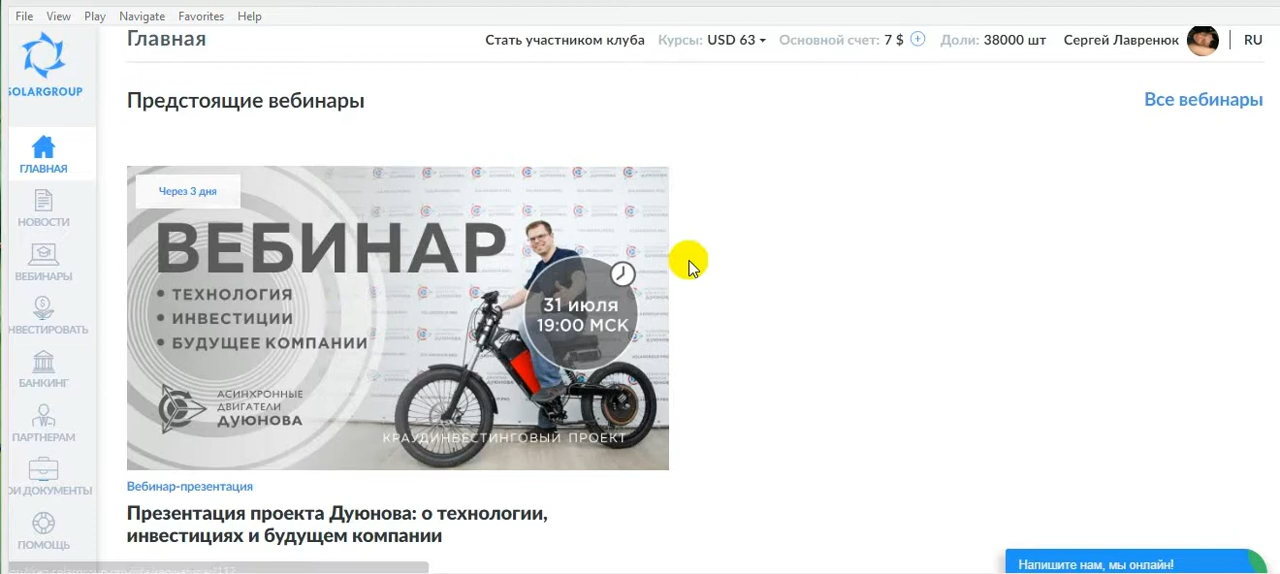 File View Play Navigate Favorites Help
Главная
Стать участником клуба Курсы: USD 63 Основной счет: 7 $ Доли: 38000 шт Сергей Лавренюк RU
SOLARGROUP
Предстоящие вебинары
Все вебинары
ГЛАВНАЯ
НОВОСТИ
ВЕБИНАРЫ
НВЕСТИРОВАТЬ
БАНКИНГ
ПАРТНЕРАМ
ОИ ДОКУМЕНТЫ
ПОМОЩЬ
Через 3 дня
ВЕБИНАР
• ТЕХНОЛОГИЯ
• ИНВЕСТИЦИИ
• БУДУЩЕЕ КОМПАНИИ
31 июля
19:00 МСК
АСИНХРОННЫЕ
ДВИГАТЕЛИ
ДУЮНОВА
КРАУДИНВЕСТИНГОВЫЙ ПРОЕКТ
Вебинар-презентация
Презентация проекта Дуюнова: о технологии,
инвестициях и будущем компании
Напишите нам, мы онлайн!